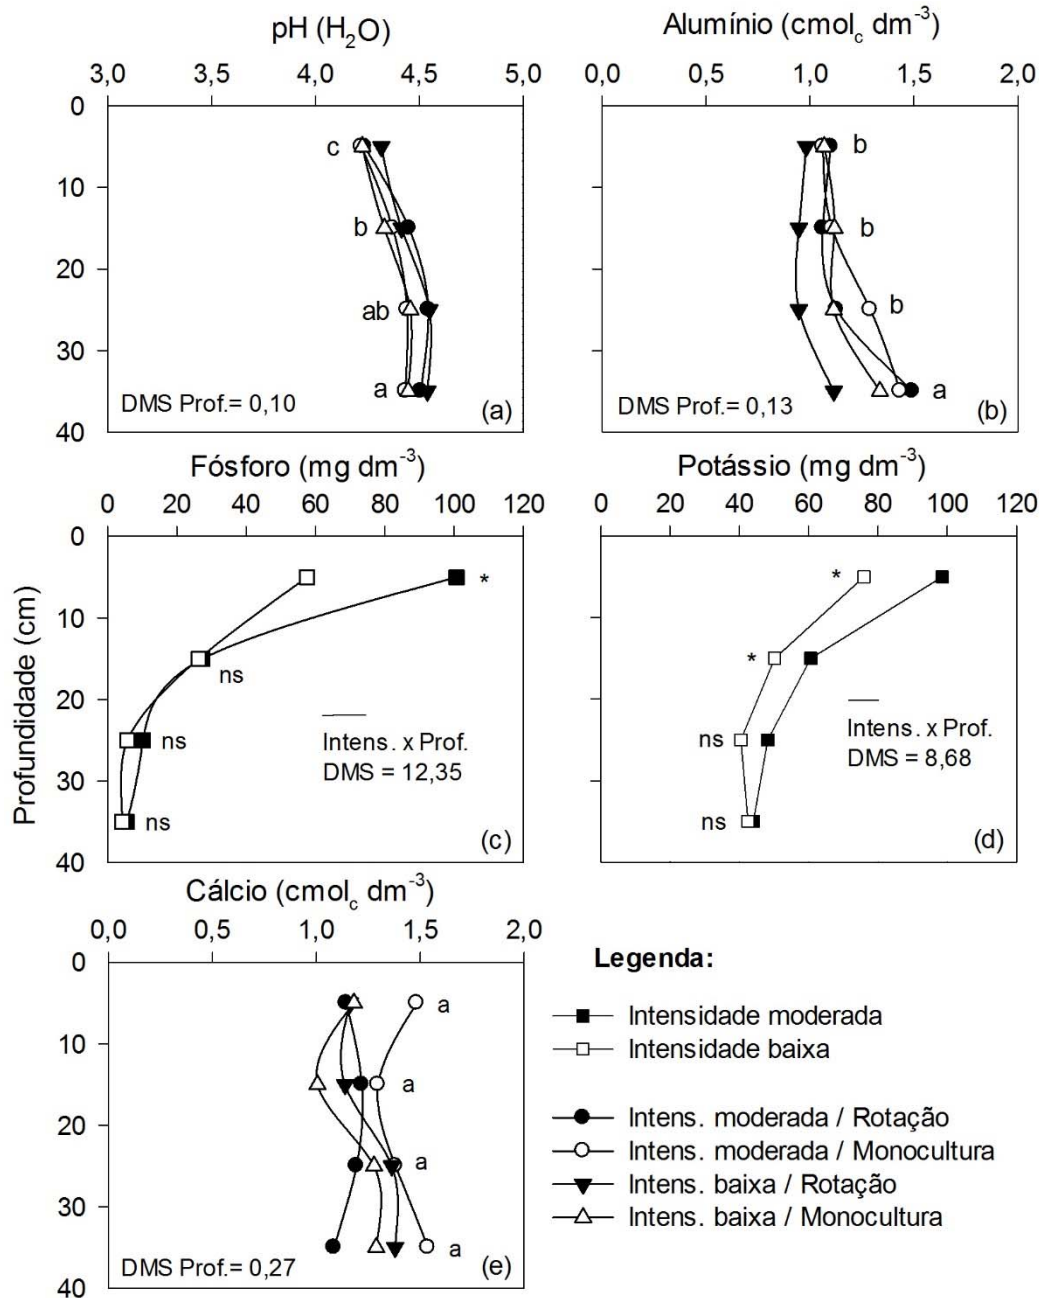 pH (H₂O)
3,0 3,5 4,0 4,5 5,0
0
10
20
30
40
c
b
ab
a
DMS Prof.= 0,10
(a)
Alumínio (cmol꜀ dm⁻³)
0,0 0,5 1,0 1,5 2,0
b
b
b
a
DMS Prof.= 0,13
(b)
Fósforo (mg dm⁻³)
0 20 40 60 80 100 120
Profundidade (cm)
0
10
20
30
40
*
ns
ns
ns
Intens. x Prof.
DMS = 12,35
(c)
Potássio (mg dm⁻³)
0 20 40 60 80 100 120
*
*
ns
ns
Intens. x Prof.
DMS = 8,68
(d)
Cálcio (cmol꜀ dm⁻³)
0,0 0,5 1,0 1,5 2,0
0
10
20
30
40
a
a
a
a
DMS Prof.= 0,27
(e)
Legenda:
Intensidade moderada
Intensidade baixa
Intens. moderada / Rotação
Intens. moderada / Monocultura
Intens. baixa / Rotação
Intens. baixa / Monocultura